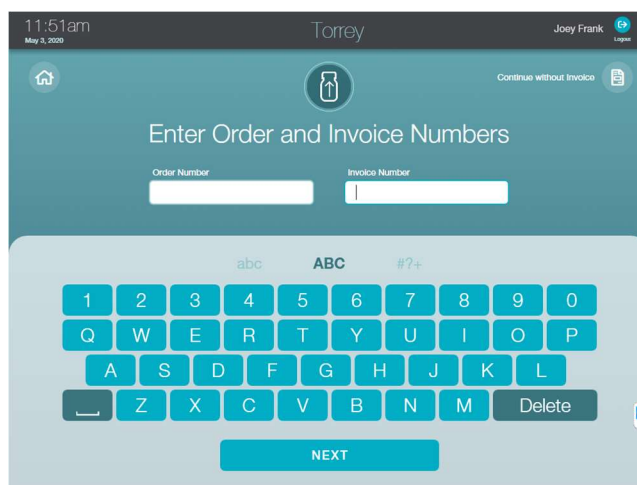 11:51am
May 3, 2020
Torrey
Joey Frank
Logout
Continue without Invoice
Enter Order and Invoice Numbers
Order Number
Invoice Number
abc ABC #?+
1 2 3 4 5 6 7 8 9 0
Q W E R T Y U I O P
A S D F G H J K L
Z X C V B N M Delete
NEXT